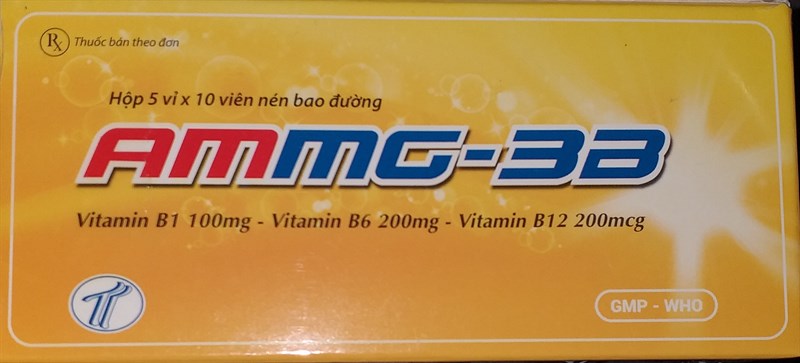 Rx Thuốc bán theo đơn
Hộp 5 vỉ x 10 viên nén bao đường
AMMG-3B
Vitamin B1 100mg - Vitamin B6 200mg - Vitamin B12 200mcg
GMP - WHO